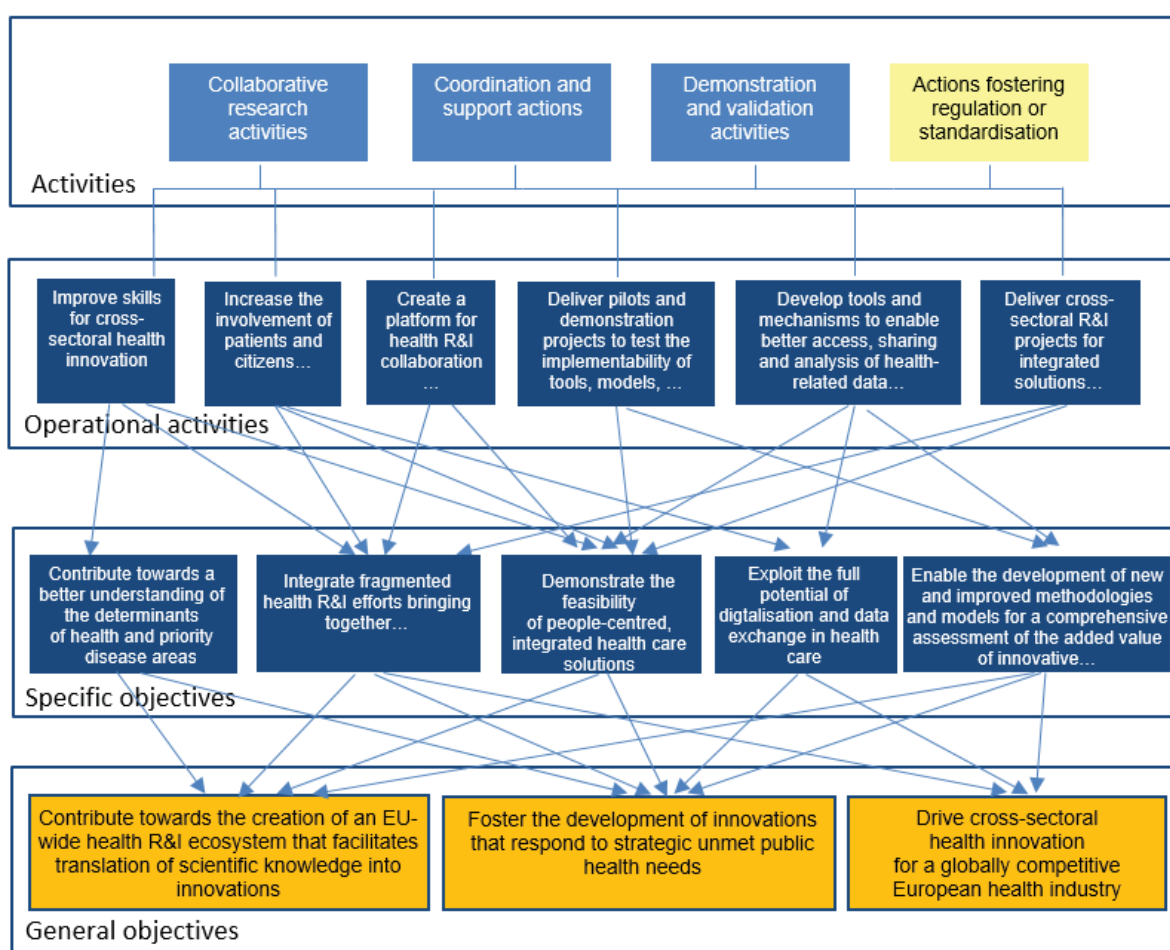 Collaborative
research
activities
Coordination and
support actions
Demonstration
and validation
activities
Actions fostering
regulation or
standardisation
Activities
Improve skills
for cross-
sectoral health
innovation
Increase the
involvement of
patients and
citizens…
Create a
platform for
health R&I
collaboration
…
Deliver pilots and
demonstration
projects to test the
implementability of
tools, models, …
Develop tools and
mechanisms to enable
better access, sharing
and analysis of health-
related data…
Deliver cross-
sectoral R&I
projects for
integrated
solutions…
Operational activities
Contribute towards a
better understanding of
the determinants
of health and priority
disease areas
Integrate fragmented
health R&I efforts bringing
together…
Demonstrate the
feasibility
of people-centred,
integrated health care
solutions
Exploit the full
potential of
digtalisation and data
exchange in health
care
Enable the development of new
and improved methodologies
and models for a comprehensive
assessment of the added value
of innovative…
Specific objectives
Contribute towards the creation of an EU-
wide health R&I ecosystem that facilitates
translation of scientific knowledge into
innovations
Foster the development of innovations
that respond to strategic unmet public
health needs
Drive cross-sectoral
health innovation
for a globally competitive
European health industry
General objectives